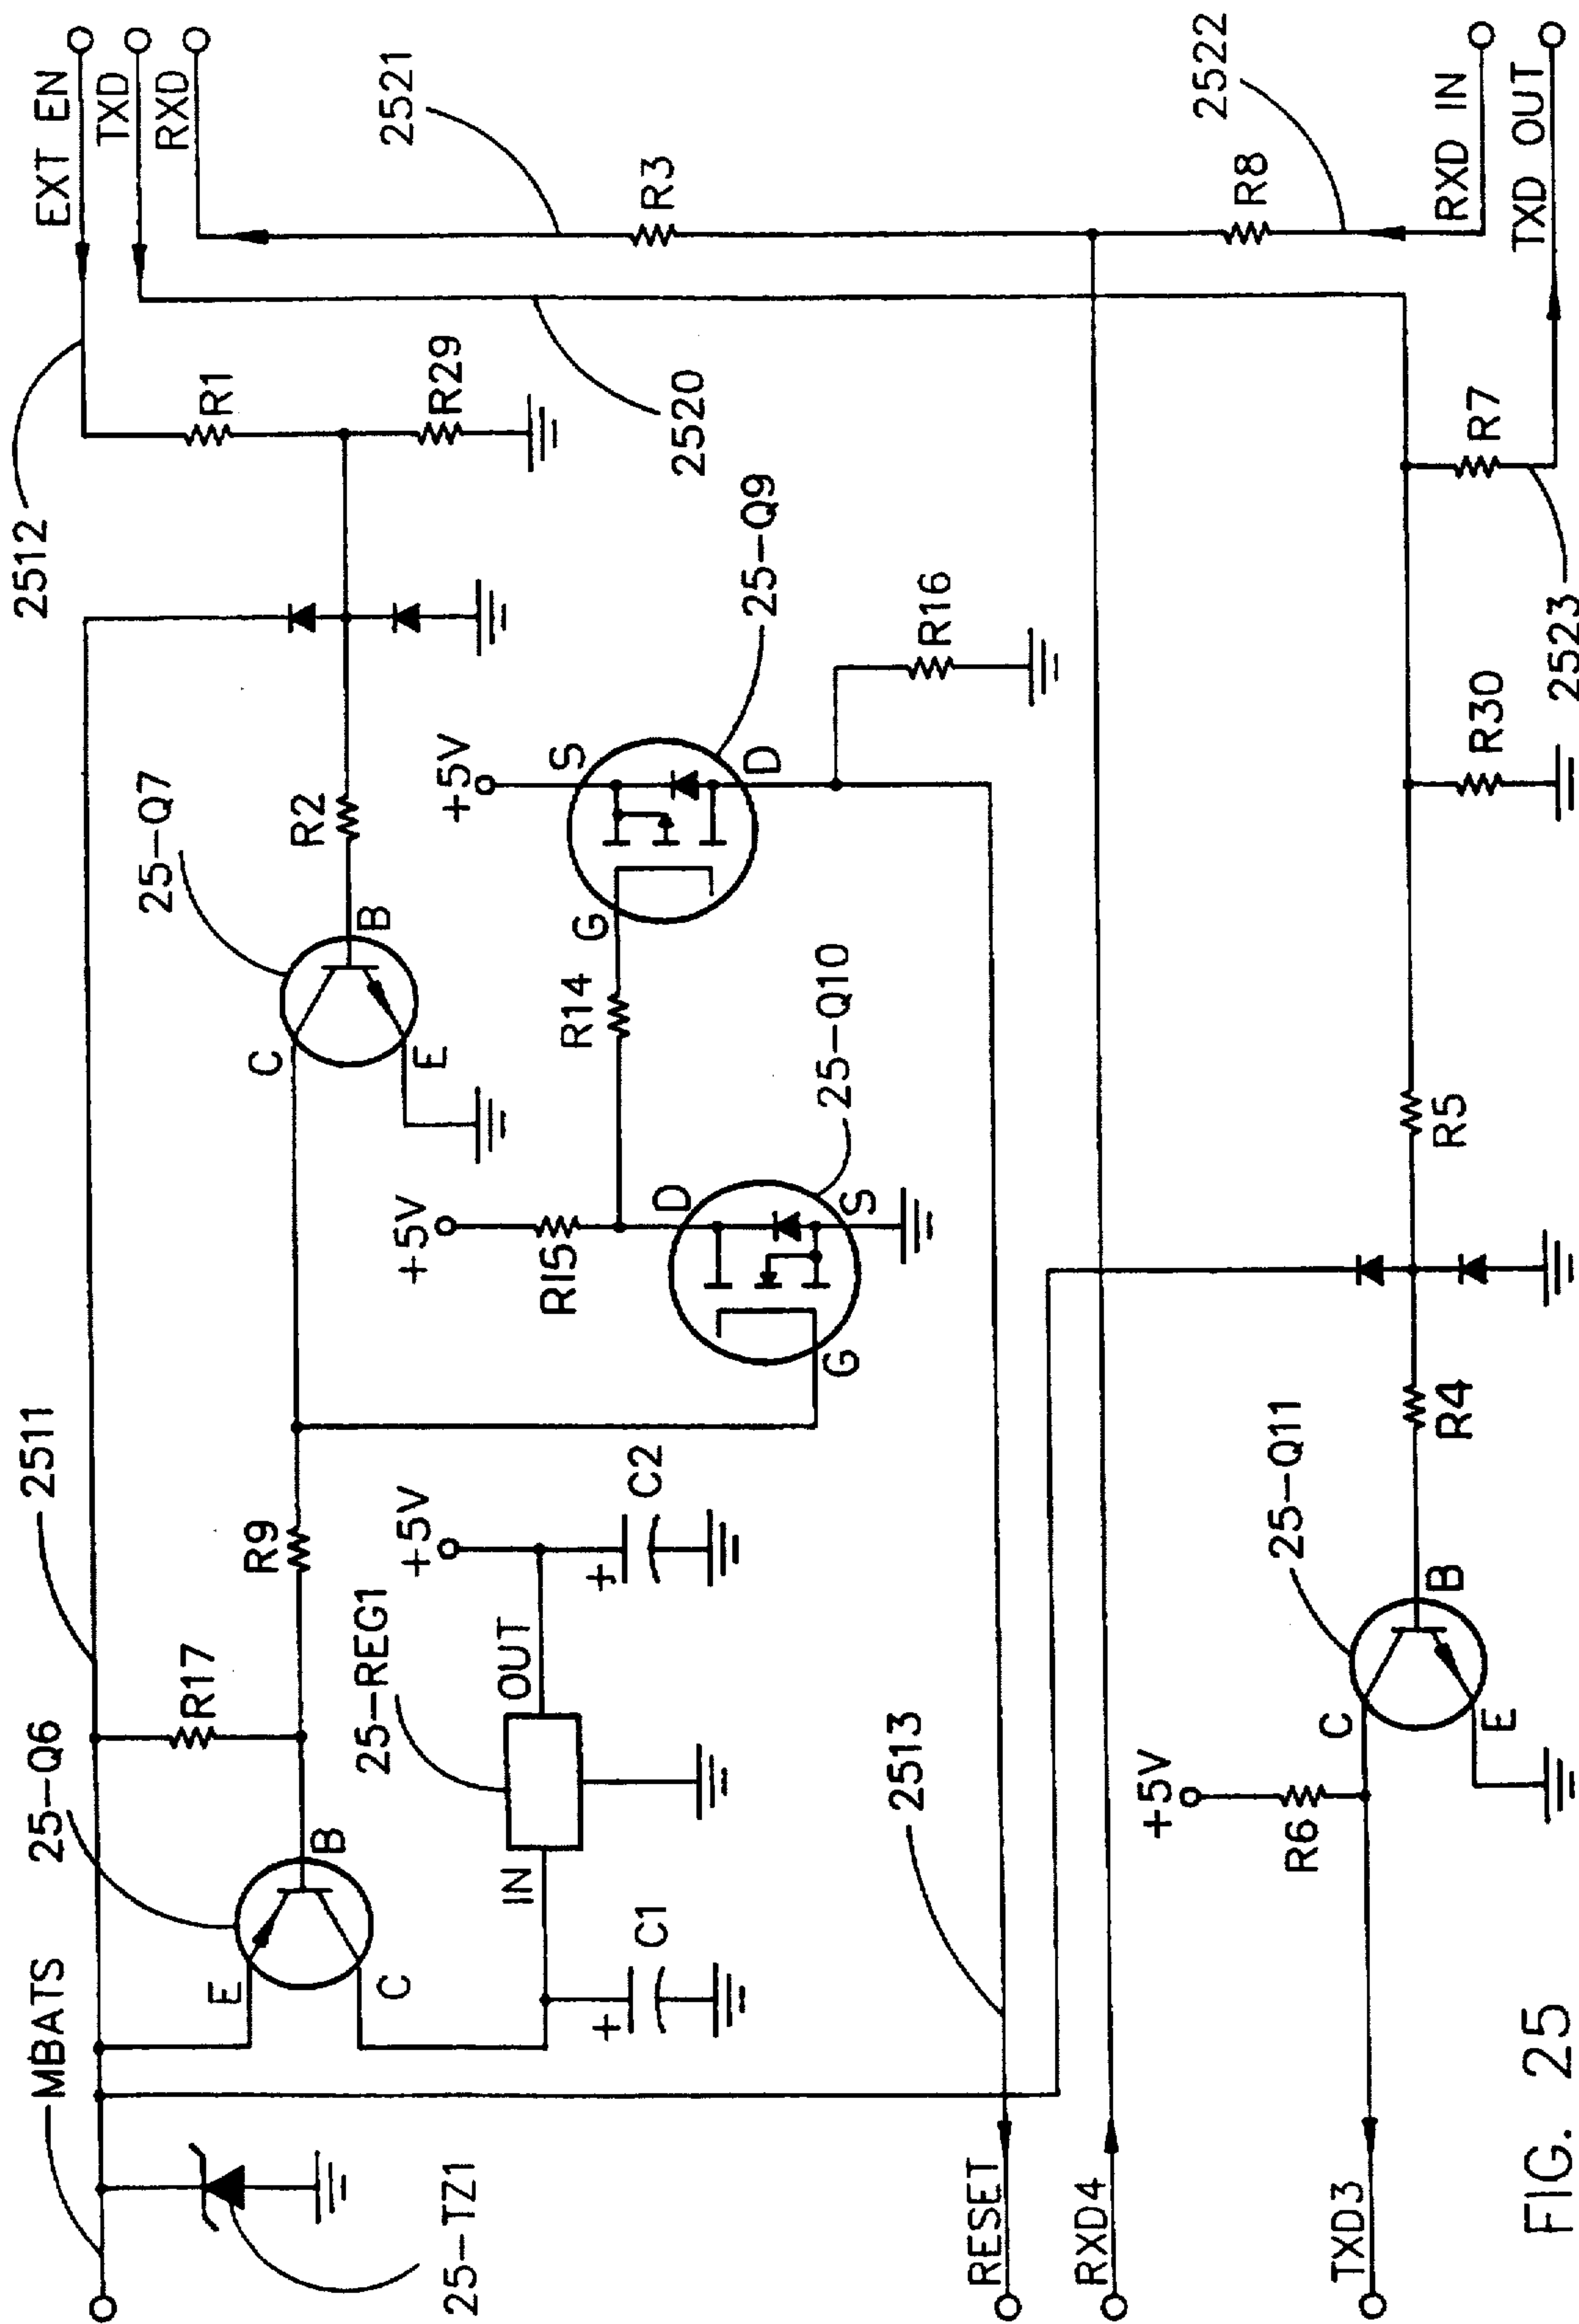 MBATS
2511
2512
EXT EN
TXD
RXD
25-TZ1
25-Q6
E
B
C
R17
R9
25-Q7
C
B
E
R2
R1
R29
2521
25-REG1
IN
OUT
C1
+
+5V
C2
+
+5V
R15
D
S
G
25-Q10
R14
+5V
S
G
D
25-Q9
R16
2520
R3
2513
RESET
RXD4
R8
2522
RXD IN
TXD OUT
TXD3
+5V
R6
C
B
E
25-Q11
R4
R5
R30
R7
2523
FIG. 25